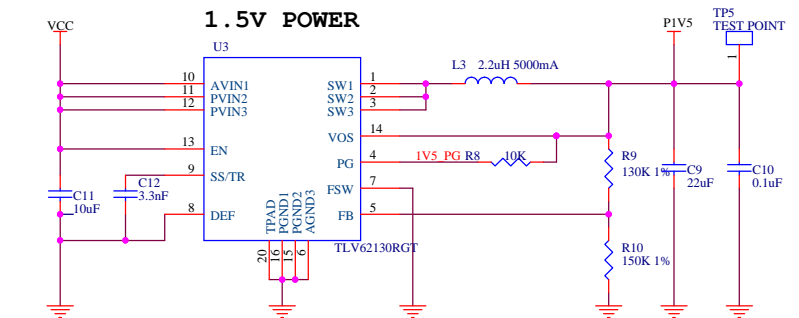 1.5V POWER
VCC
U3
P1V5
TP5
TEST POINT
1
L3 2.2uH 5000mA
10 AVIN1
11 PVIN2
12 PVIN3
13 EN
9 SS/TR
8 DEF
SW1 1
SW2 2
SW3 3
VOS 14
PG 4
FSW 7
FB 5
1V5_PG R8 10K
TPAD 20
PGND1 16
PGND2 15
AGND3 6
TLV62130RGT
C11
10uF
C12
3.3nF
R9
130K 1%
R10
150K 1%
C9
22uF
C10
0.1uF